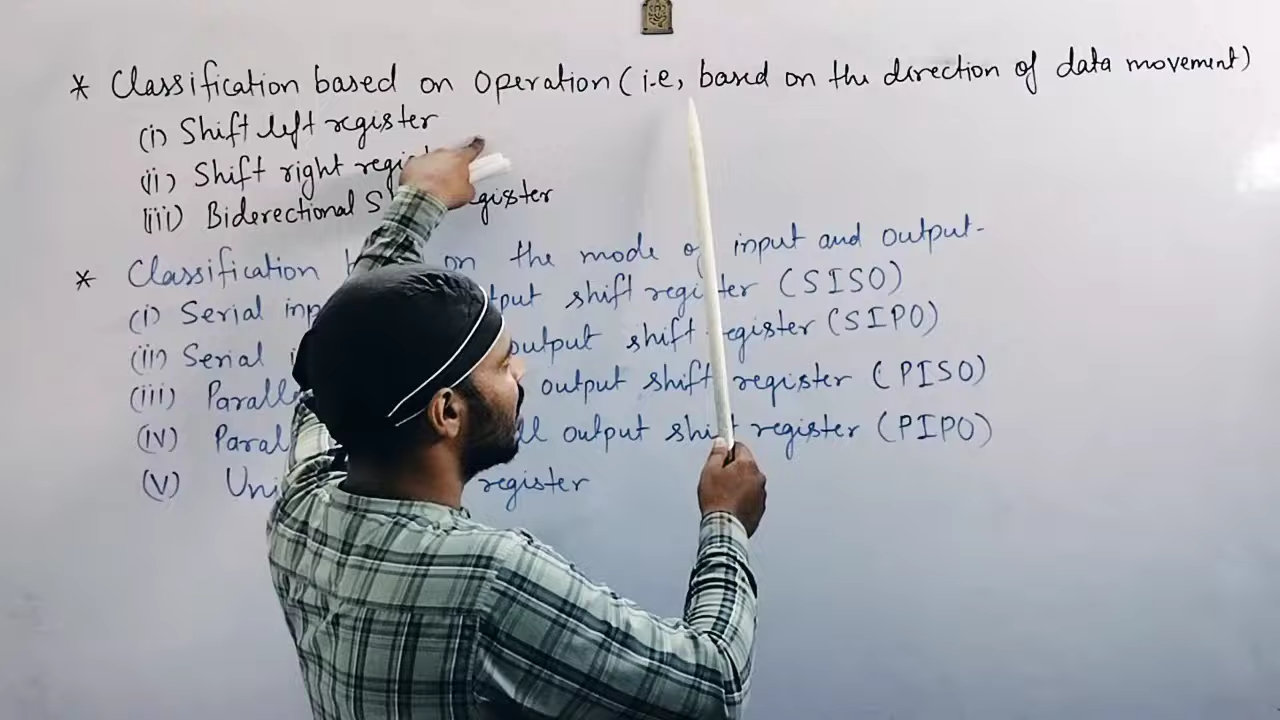 * Classification based on Operation (i.e, based on the direction of data movement)
(i) Shift left register
(ii) Shift right
(iii) Biderectional
* Classification on the mode of input and output-
(i) Serial shift register (SISO)
(ii) Serial output shift register (SIPO)
(iii) output shift register (PISO)
(iv) output shift register (PIPO)
(v) register